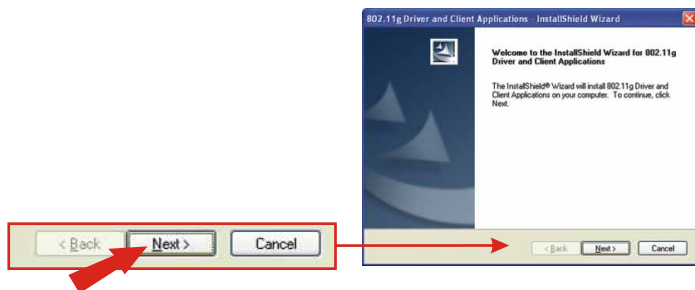 802.11g Driver and Client Applications - InstallShield Wizard
Welcome to the InstallShield Wizard for 802.11g
Driver and Client Applications
The InstallShield® Wizard will install 802.11g Driver and
Client Applications on your computer. To continue, click
Next.
< Back Next > Cancel
< Back Next > Cancel